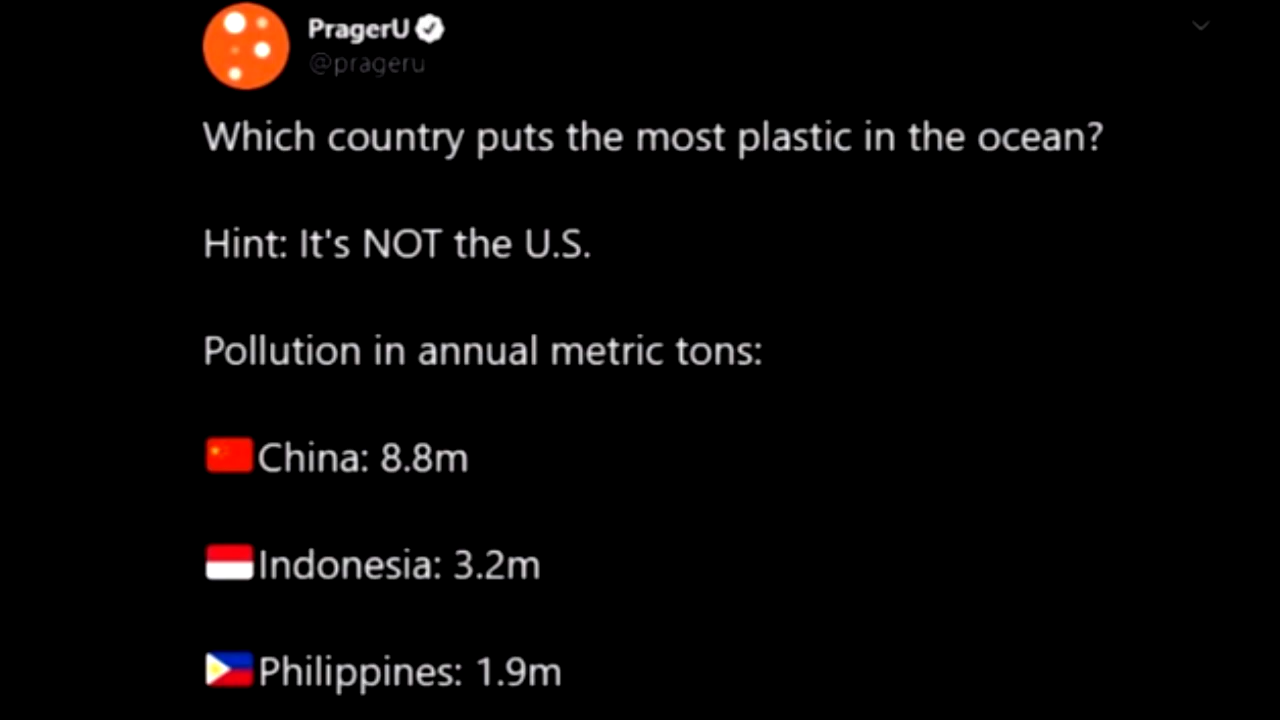 PragerU
@prageru
Which country puts the most plastic in the ocean?
Hint: It's NOT the U.S.
Pollution in annual metric tons:
China: 8.8m
Indonesia: 3.2m
Philippines: 1.9m